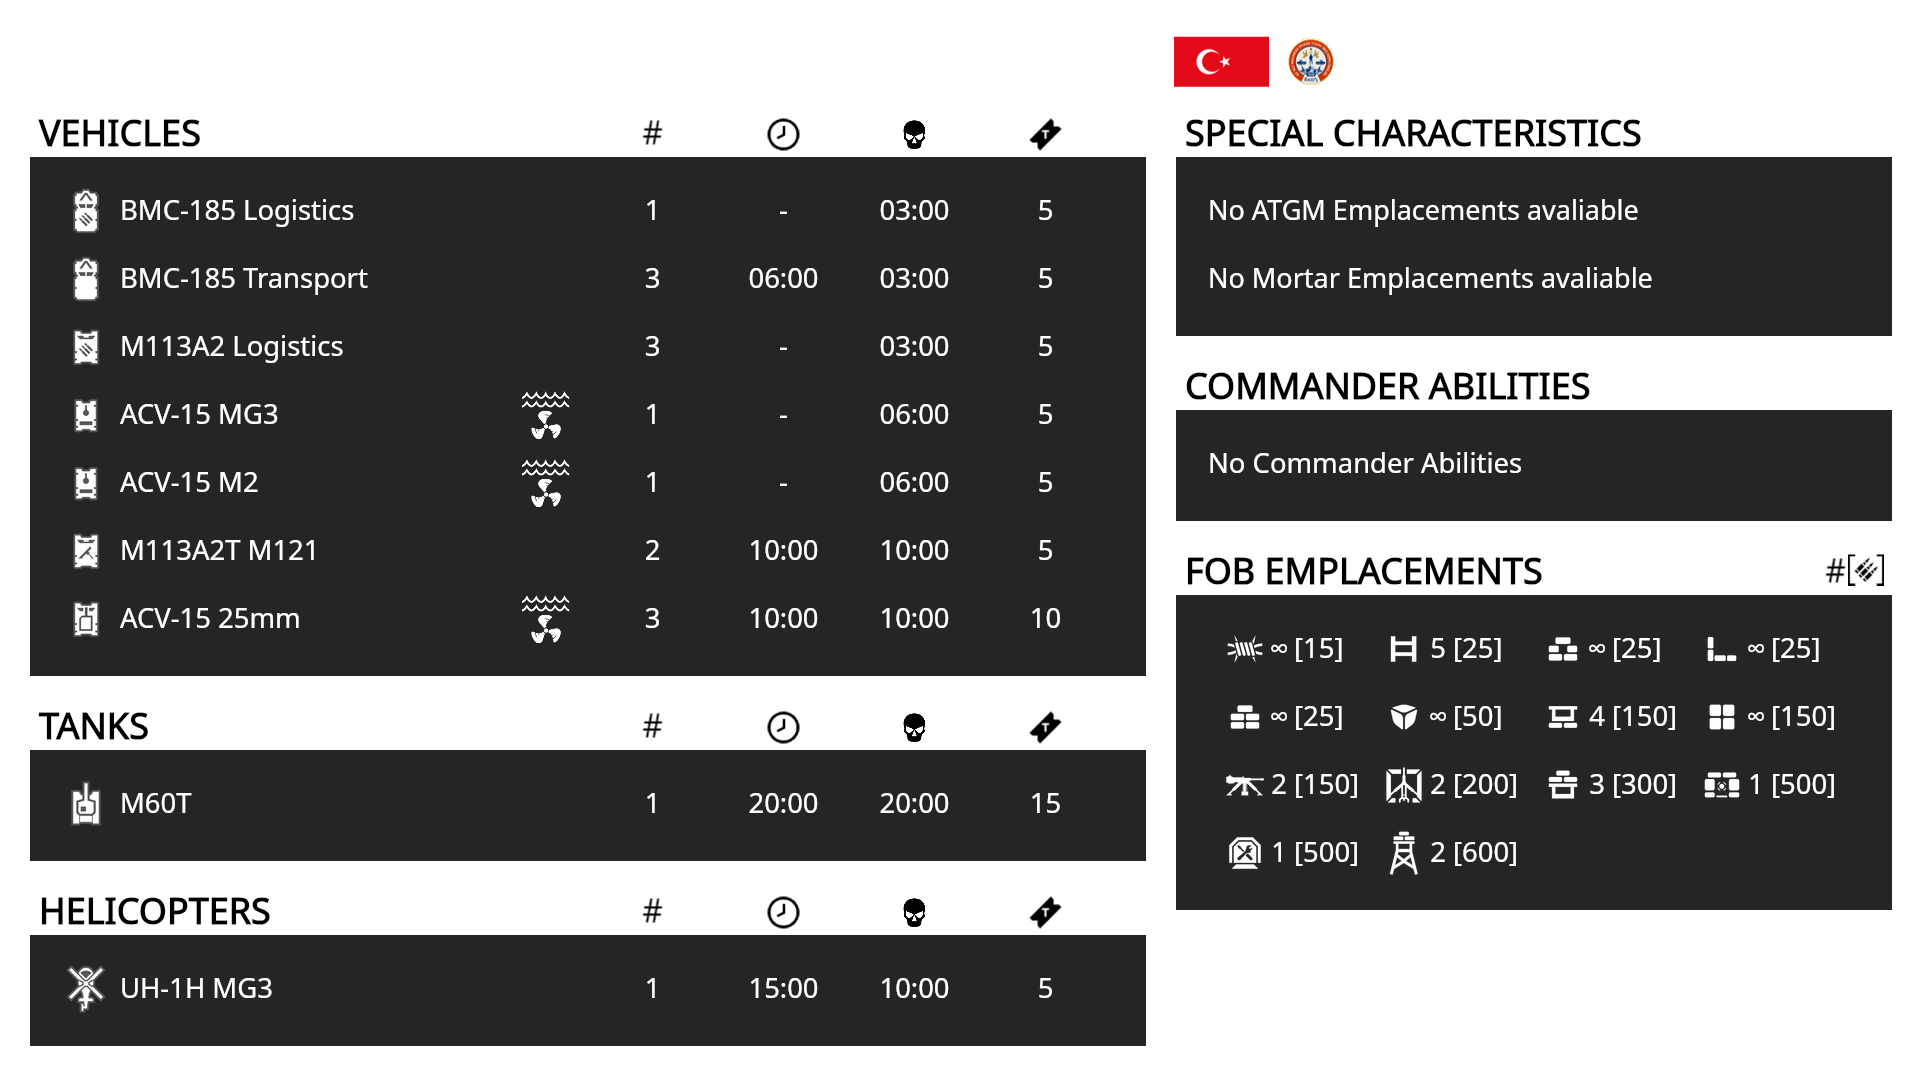 VEHICLES #
BMC-185 Logistics 1 - 03:00 5
BMC-185 Transport 3 06:00 03:00 5
M113A2 Logistics 3 - 03:00 5
ACV-15 MG3 1 - 06:00 5
ACV-15 M2 1 - 06:00 5
M113A2T M121 2 10:00 10:00 5
ACV-15 25mm 3 10:00 10:00 10
TANKS #
M60T 1 20:00 20:00 15
HELICOPTERS #
UH-1H MG3 1 15:00 10:00 5
SPECIAL CHARACTERISTICS
No ATGM Emplacements avaliable
No Mortar Emplacements avaliable
COMMANDER ABILITIES
No Commander Abilities
FOB EMPLACEMENTS #[ ]
∞ [15] 5 [25] ∞ [25] ∞ [25]
∞ [25] ∞ [50] 4 [150] ∞ [150]
2 [150] 2 [200] 3 [300] 1 [500]
1 [500] 2 [600]